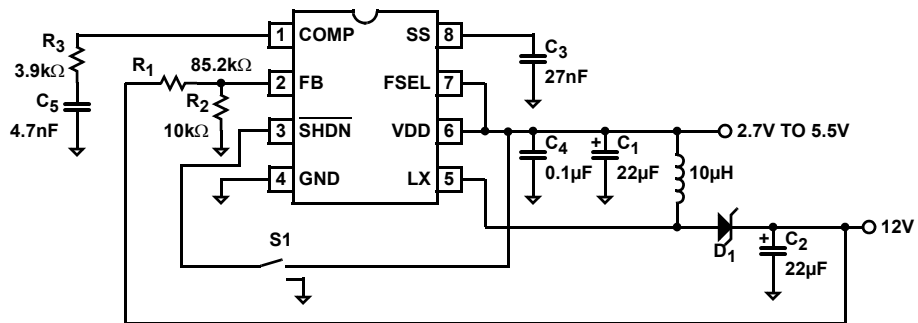 R3
3.9kΩ
C5
4.7nF
R1
85.2kΩ
R2
10kΩ
1
COMP
2
FB
3
S̅H̅D̅N̅
4
GND
SS
8
FSEL
7
VDD
6
LX
5
C3
27nF
2.7V TO 5.5V
C4
0.1µF
+
C1
22µF
10µH
S1
D1
+
C2
22µF
12V